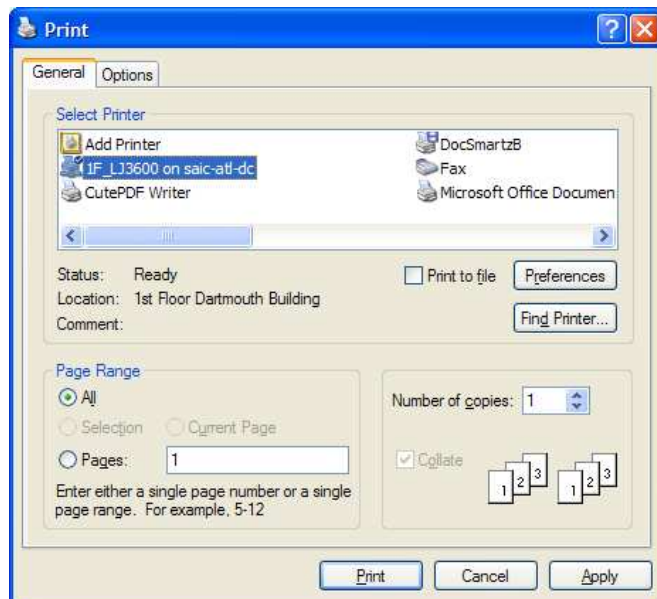 Print
General Options
Select Printer
Add Printer
1F_LJ3600 on saic-atl-dc
CutePDF Writer
DocSmartzB
Fax
Microsoft Office Documen
Status: Ready
Location: 1st Floor Dartmouth Building
Comment:
Print to file
Preferences
Find Printer...
Page Range
All
Selection Current Page
Pages: 1
Enter either a single page number or a single
page range. For example, 5-12
Number of copies: 1
Collate
1 2 3 1 2 3
Print Cancel Apply